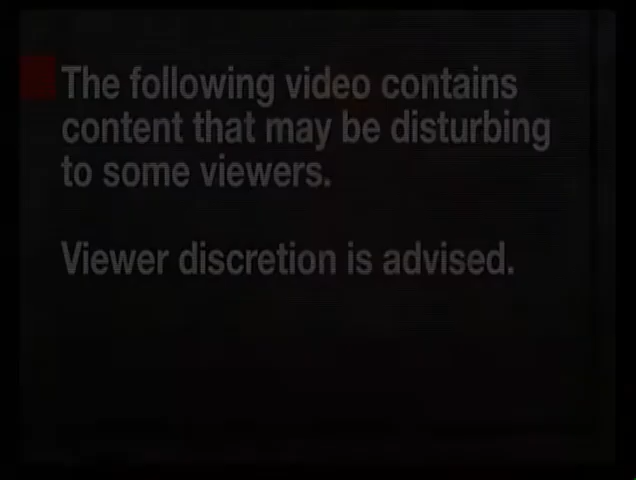 The following video contains
content that may be disturbing
to some viewers.
Viewer discretion is advised.